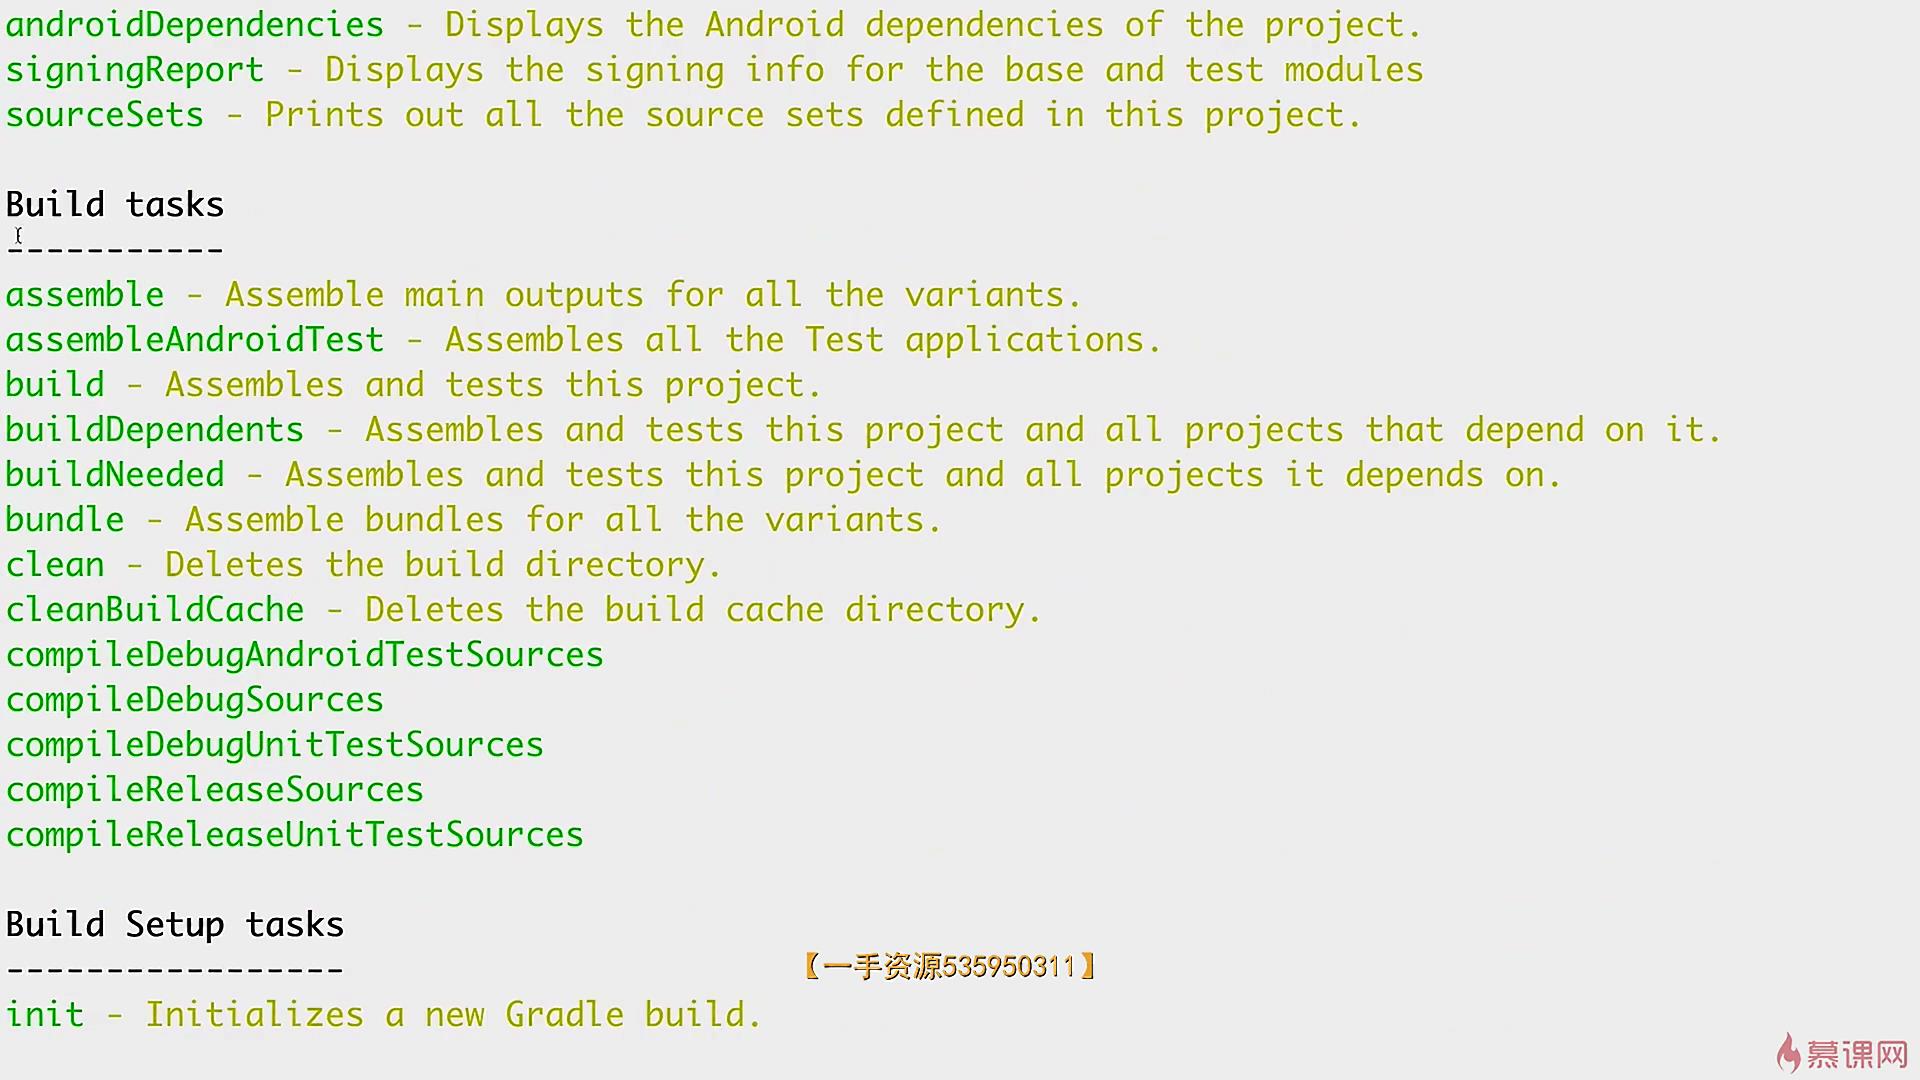 androidDependencies - Displays the Android dependencies of the project.
signingReport - Displays the signing info for the base and test modules
sourceSets - Prints out all the source sets defined in this project.
Build tasks
-----------
assemble - Assemble main outputs for all the variants.
assembleAndroidTest - Assembles all the Test applications.
build - Assembles and tests this project.
buildDependents - Assembles and tests this project and all projects that depend on it.
buildNeeded - Assembles and tests this project and all projects it depends on.
bundle - Assemble bundles for all the variants.
clean - Deletes the build directory.
cleanBuildCache - Deletes the build cache directory.
compileDebugAndroidTestSources
compileDebugSources
compileDebugUnitTestSources
compileReleaseSources
compileReleaseUnitTestSources
Build Setup tasks
-----------------
【一手资源535950311】
init - Initializes a new Gradle build.
慕课网